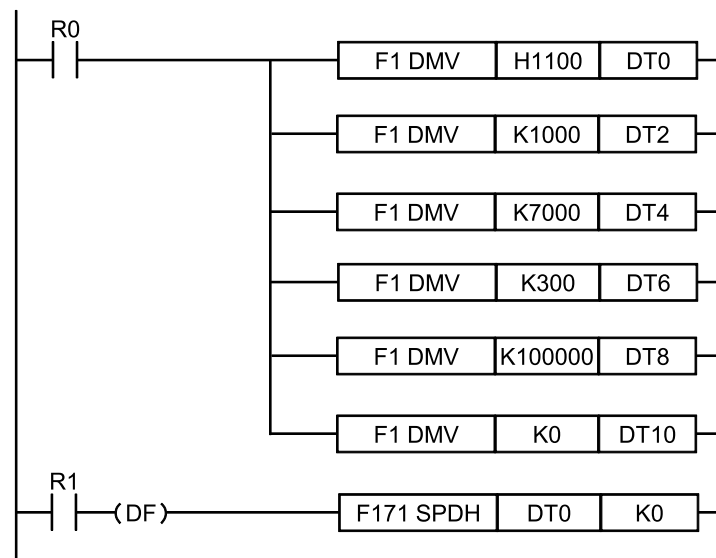 R0
F1 DMV H1100 DT0
F1 DMV K1000 DT2
F1 DMV K7000 DT4
F1 DMV K300 DT6
F1 DMV K100000 DT8
F1 DMV K0 DT10
R1
(DF) F171 SPDH DT0 K0